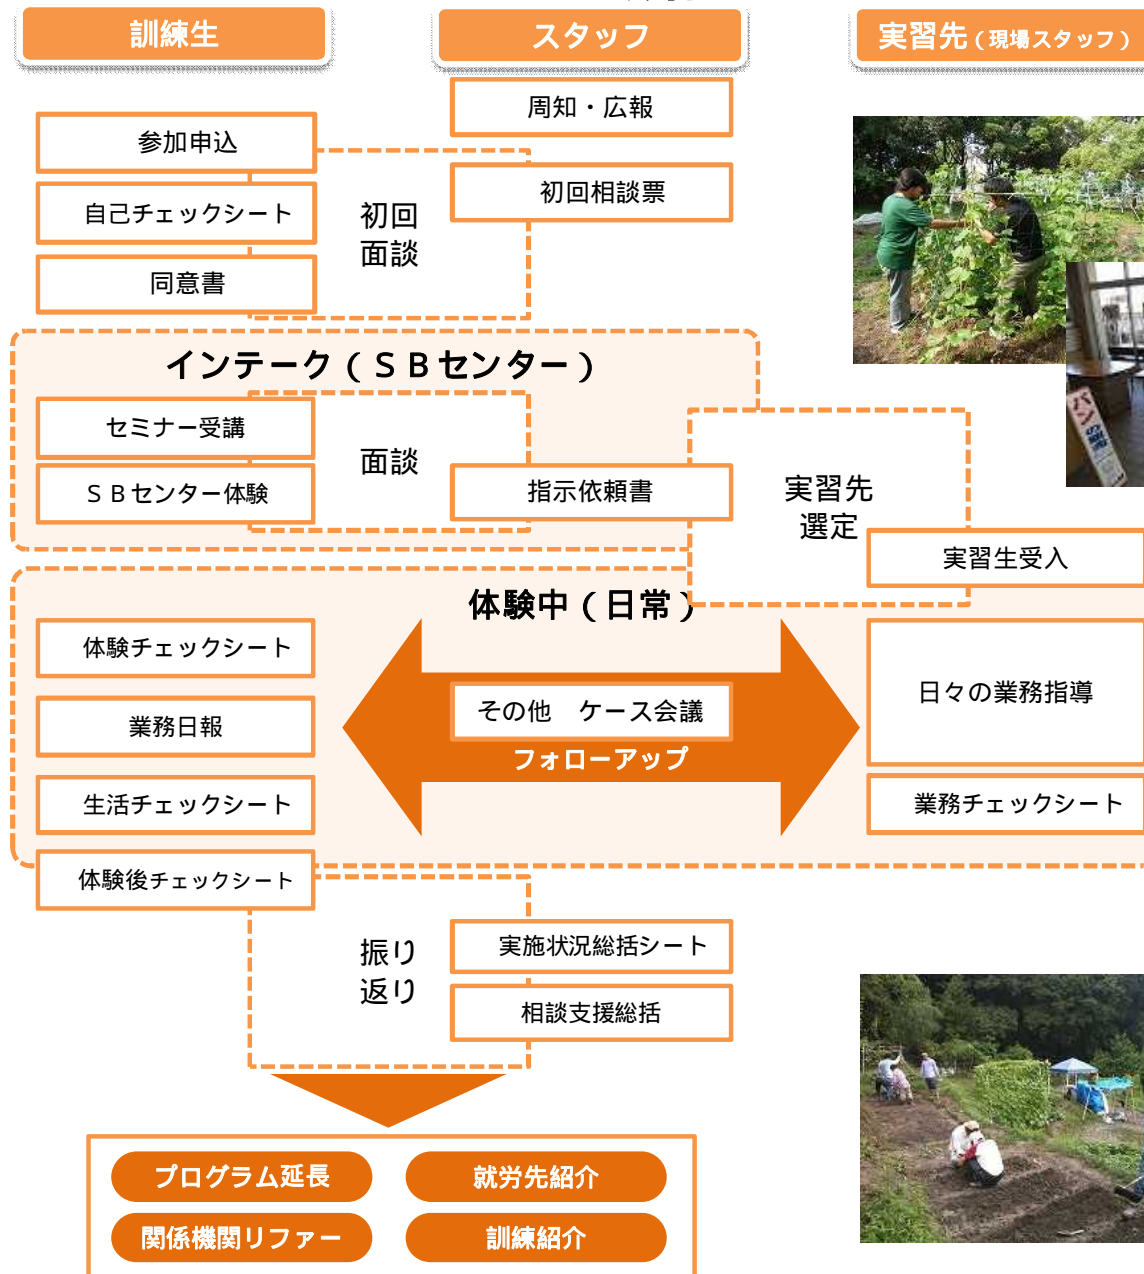 訓練生
スタッフ
実習先（現場スタッフ）
周知・広報
参加申込
初回相談票
自己チェックシート
初回
面談
同意書
インテーク（ＳＢセンター）
セミナー受講
面談
ＳＢセンター体験
指示依頼書
実習先
選定
実習生受入
体験中（日常）
体験チェックシート
日々の業務指導
その他　ケース会議
業務日報
フォローアップ
生活チェックシート
業務チェックシート
体験後チェックシート
振り
返り
実施状況総括シート
相談支援総括
プログラム延長
就労先紹介
関係機関リファー
訓練紹介